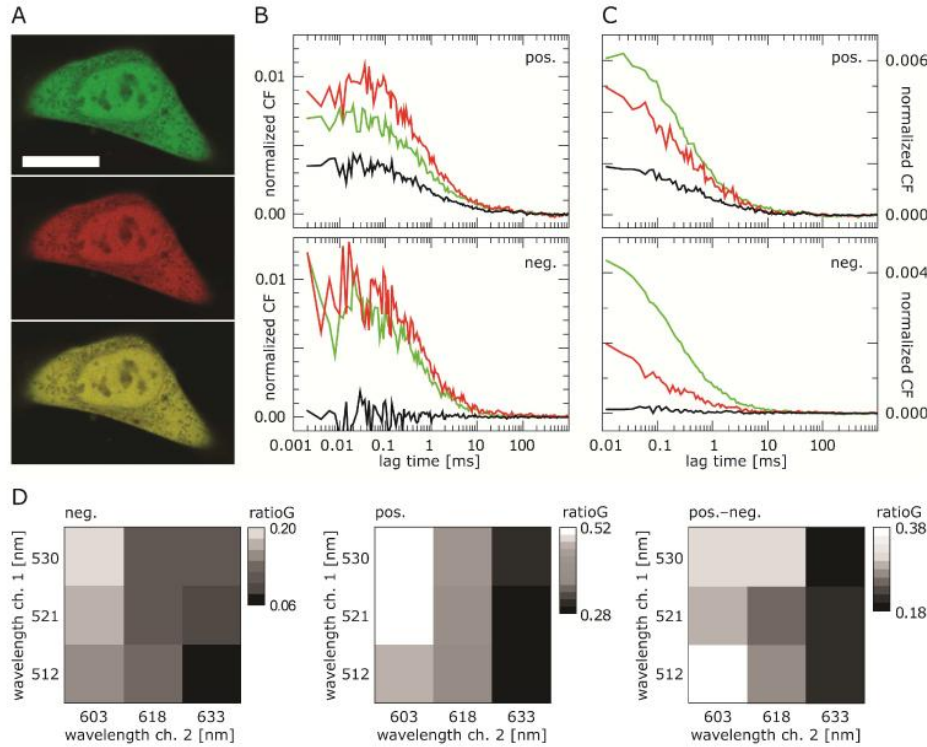 A
B
C
pos.
pos.
0.01
0.00
normalized CF
0.006
0.000
normalized CF
neg.
neg.
0.01
0.00
normalized CF
0.004
0.000
normalized CF
0.001 0.01 0.1 1 10 100
lag time [ms]
0.01 0.1 1 10 100
lag time [ms]
D
neg. ratioG
0.20
0.06
530
521
512
wavelength ch. 1 [nm]
603 618 633
wavelength ch. 2 [nm]
pos. ratioG
0.52
0.28
530
521
512
wavelength ch. 1 [nm]
603 618 633
wavelength ch. 2 [nm]
pos.–neg. ratioG
0.38
0.18
530
521
512
wavelength ch. 1 [nm]
603 618 633
wavelength ch. 2 [nm]